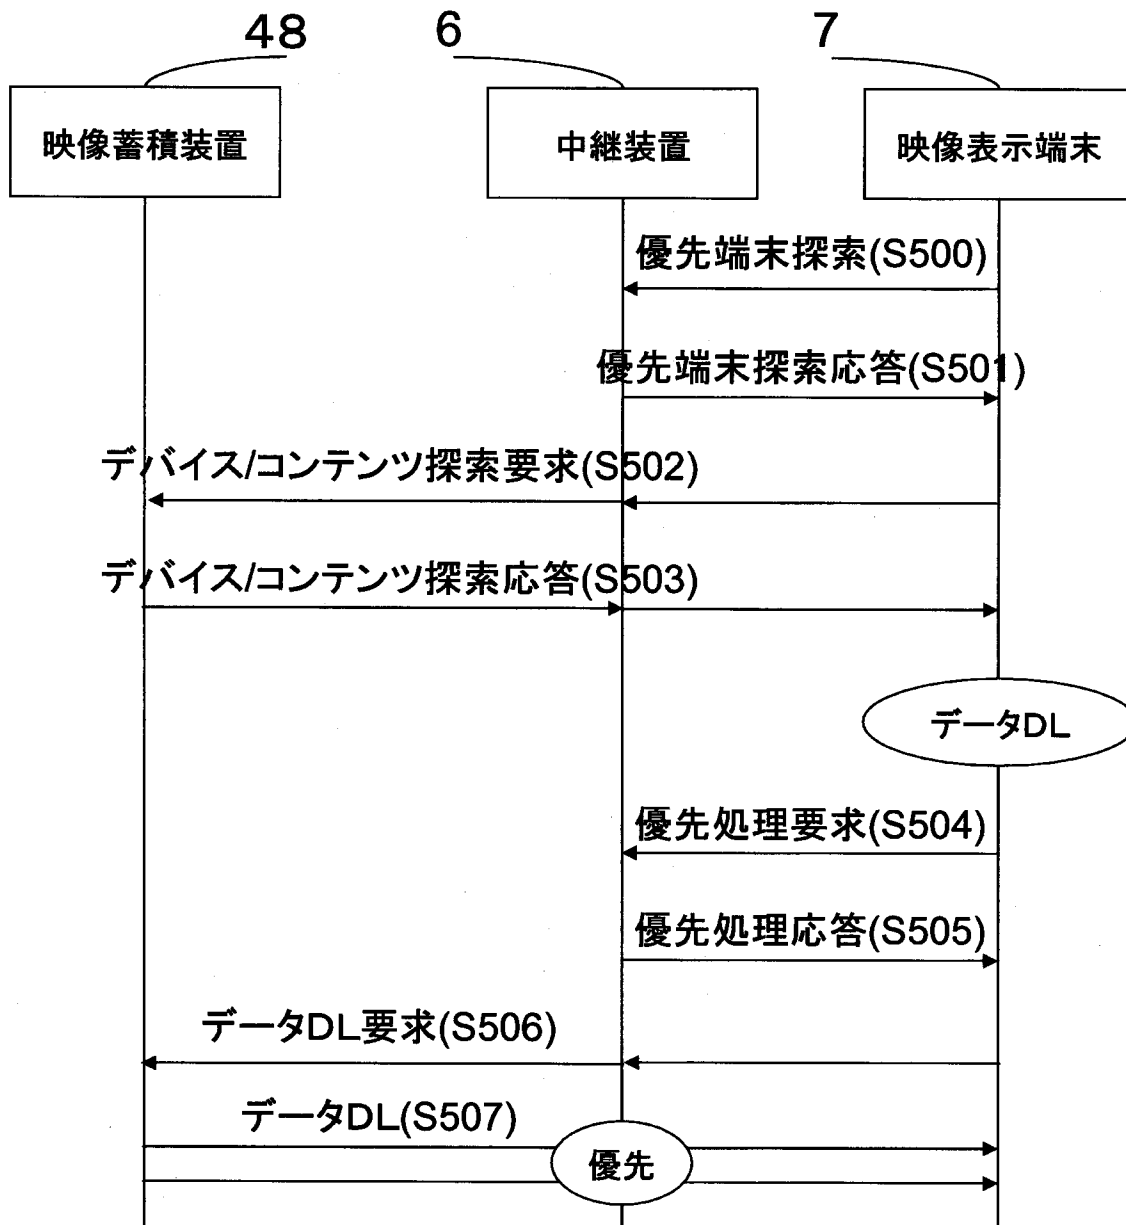 48
6
7
映像蓄積装置
中継装置
映像表示端末
優先端末探索(S500)
優先端末探索応答(S501)
デバイス/コンテンツ探索要求(S502)
デバイス/コンテンツ探索応答(S503)
データDL
優先処理要求(S504)
優先処理応答(S505)
データDL要求(S506)
データDL(S507)
優先